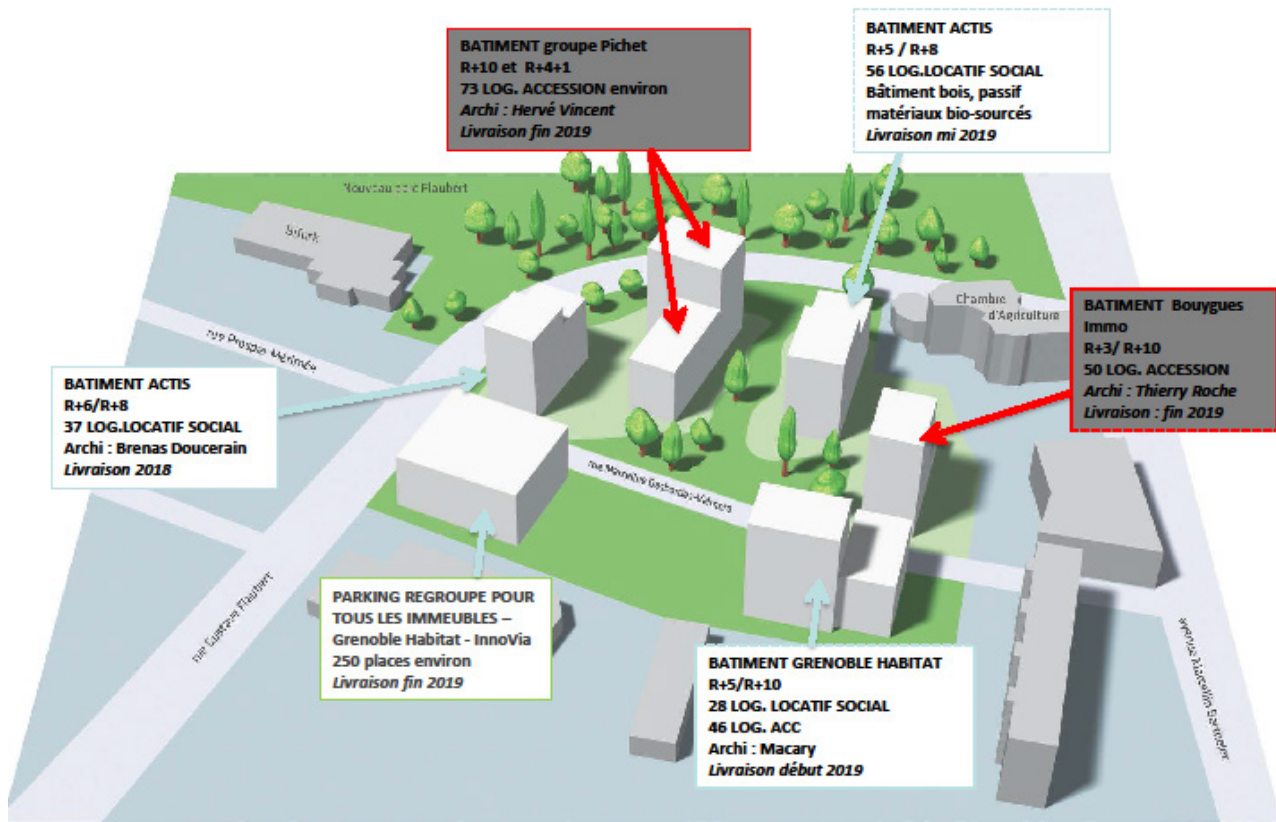 BATIMENT groupe Pichet
R+10 et R+4+1
73 LOG. ACCESSION environ
Archi : Hervé Vincent
Livraison fin 2019
BATIMENT ACTIS
R+5 / R+8
56 LOG.LOCATIF SOCIAL
Bâtiment bois, passif
matériaux bio-sourcés
Livraison mi 2019
Flaubert
Chambre
d'Agriculture
BATIMENT Bouygues
Immo
R+3/ R+10
50 LOG. ACCESSION
Archi : Thierry Roche
Livraison : fin 2019
rue Prosper Mérimée
BATIMENT ACTIS
R+6/R+8
37 LOG.LOCATIF SOCIAL
Archi : Brenas Doucerain
Livraison 2018
rue Gustave Flaubert
PARKING REGROUPE POUR
TOUS LES IMMEUBLES –
Grenoble Habitat - InnoVia
250 places environ
Livraison fin 2019
BATIMENT GRENOBLE HABITAT
R+5/R+10
28 LOG. LOCATIF SOCIAL
46 LOG. ACC
Archi : Macary
Livraison début 2019